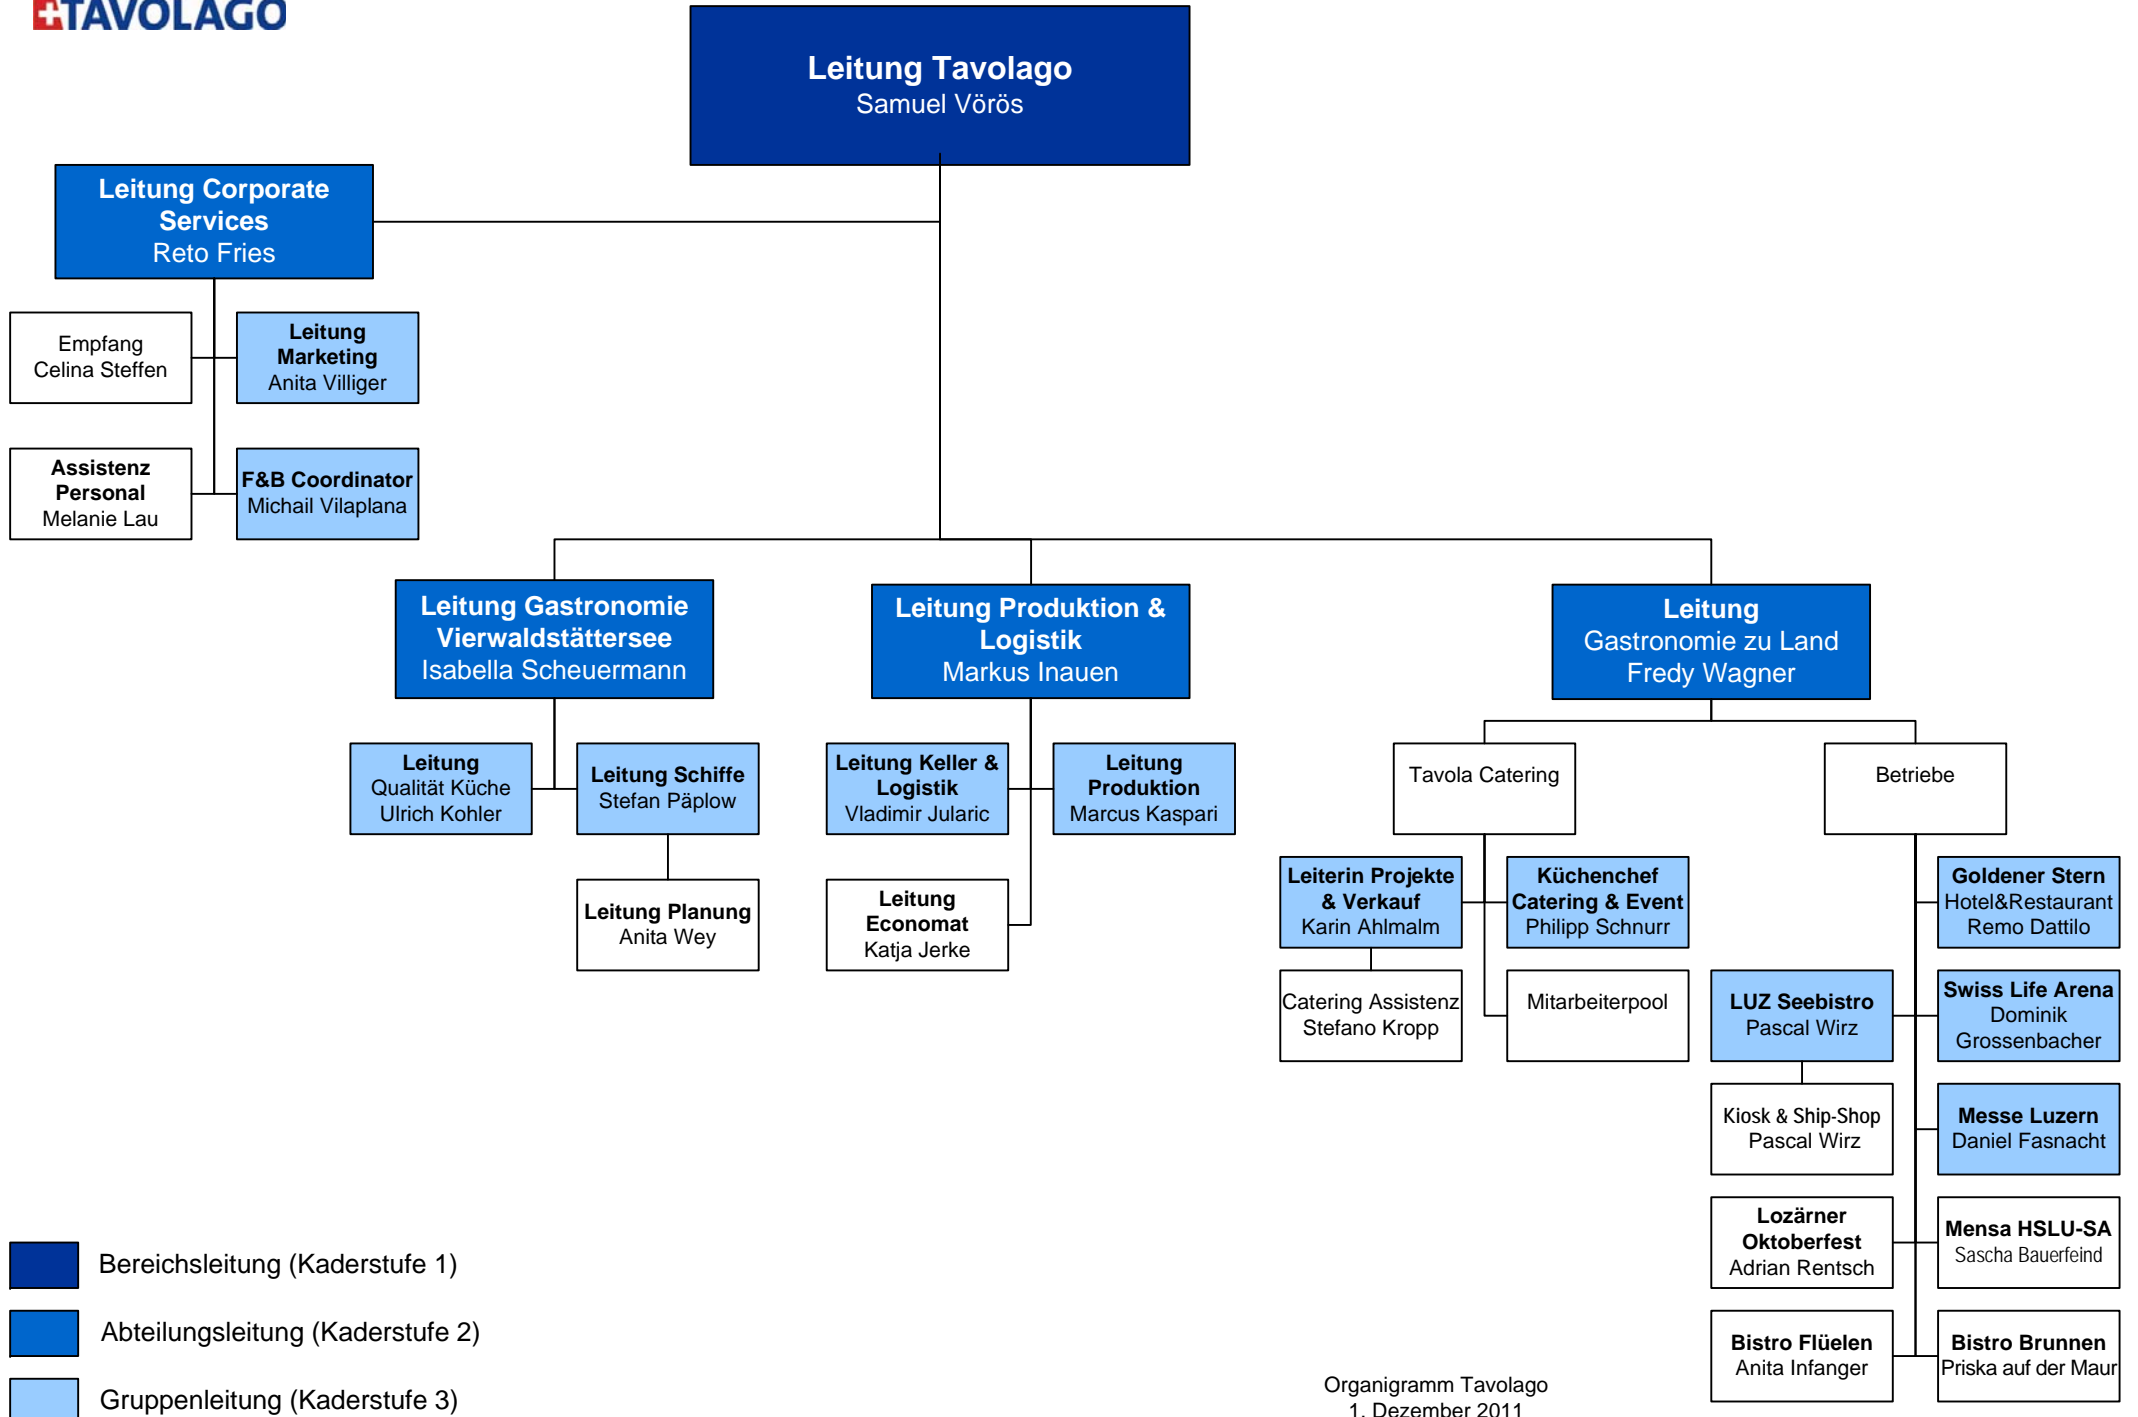 TAVOLAGO
Leitung Tavolago
Samuel Vörös
Leitung Corporate
Services
Reto Fries
Empfang
Celina Steffen
Leitung
Marketing
Anita Villiger
Assistenz
Personal
Melanie Lau
F&B Coordinator
Michail Vilaplana
Leitung Gastronomie
Vierwaldstättersee
Isabella Scheuermann
Leitung Produktion &
Logistik
Markus Inauen
Leitung
Gastronomie zu Land
Fredy Wagner
Leitung
Qualität Küche
Ulrich Kohler
Leitung Schiffe
Stefan Päplow
Leitung Planung
Anita Wey
Leitung Keller &
Logistik
Vladimir Jularic
Leitung
Produktion
Marcus Kaspari
Leitung
Economat
Katja Jerke
Tavola Catering
Betriebe
Leiterin Projekte
& Verkauf
Karin Ahlmalm
Küchenchef
Catering & Event
Philipp Schnurr
Catering Assistenz
Stefano Kropp
Mitarbeiterpool
Goldener Stern
Hotel&Restaurant
Remo Dattilo
LUZ Seebistro
Pascal Wirz
Swiss Life Arena
Dominik
Grossenbacher
Kiosk & Ship-Shop
Pascal Wirz
Messe Luzern
Daniel Fasnacht
Lozärner
Oktoberfest
Adrian Rentsch
Mensa HSLU-SA
Sascha Bauerfeind
Bistro Flüelen
Anita Infanger
Bistro Brunnen
Priska auf der Maur
Bereichsleitung (Kaderstufe 1)
Abteilungsleitung (Kaderstufe 2)
Gruppenleitung (Kaderstufe 3)
Organigramm Tavolago
1. Dezember 2011